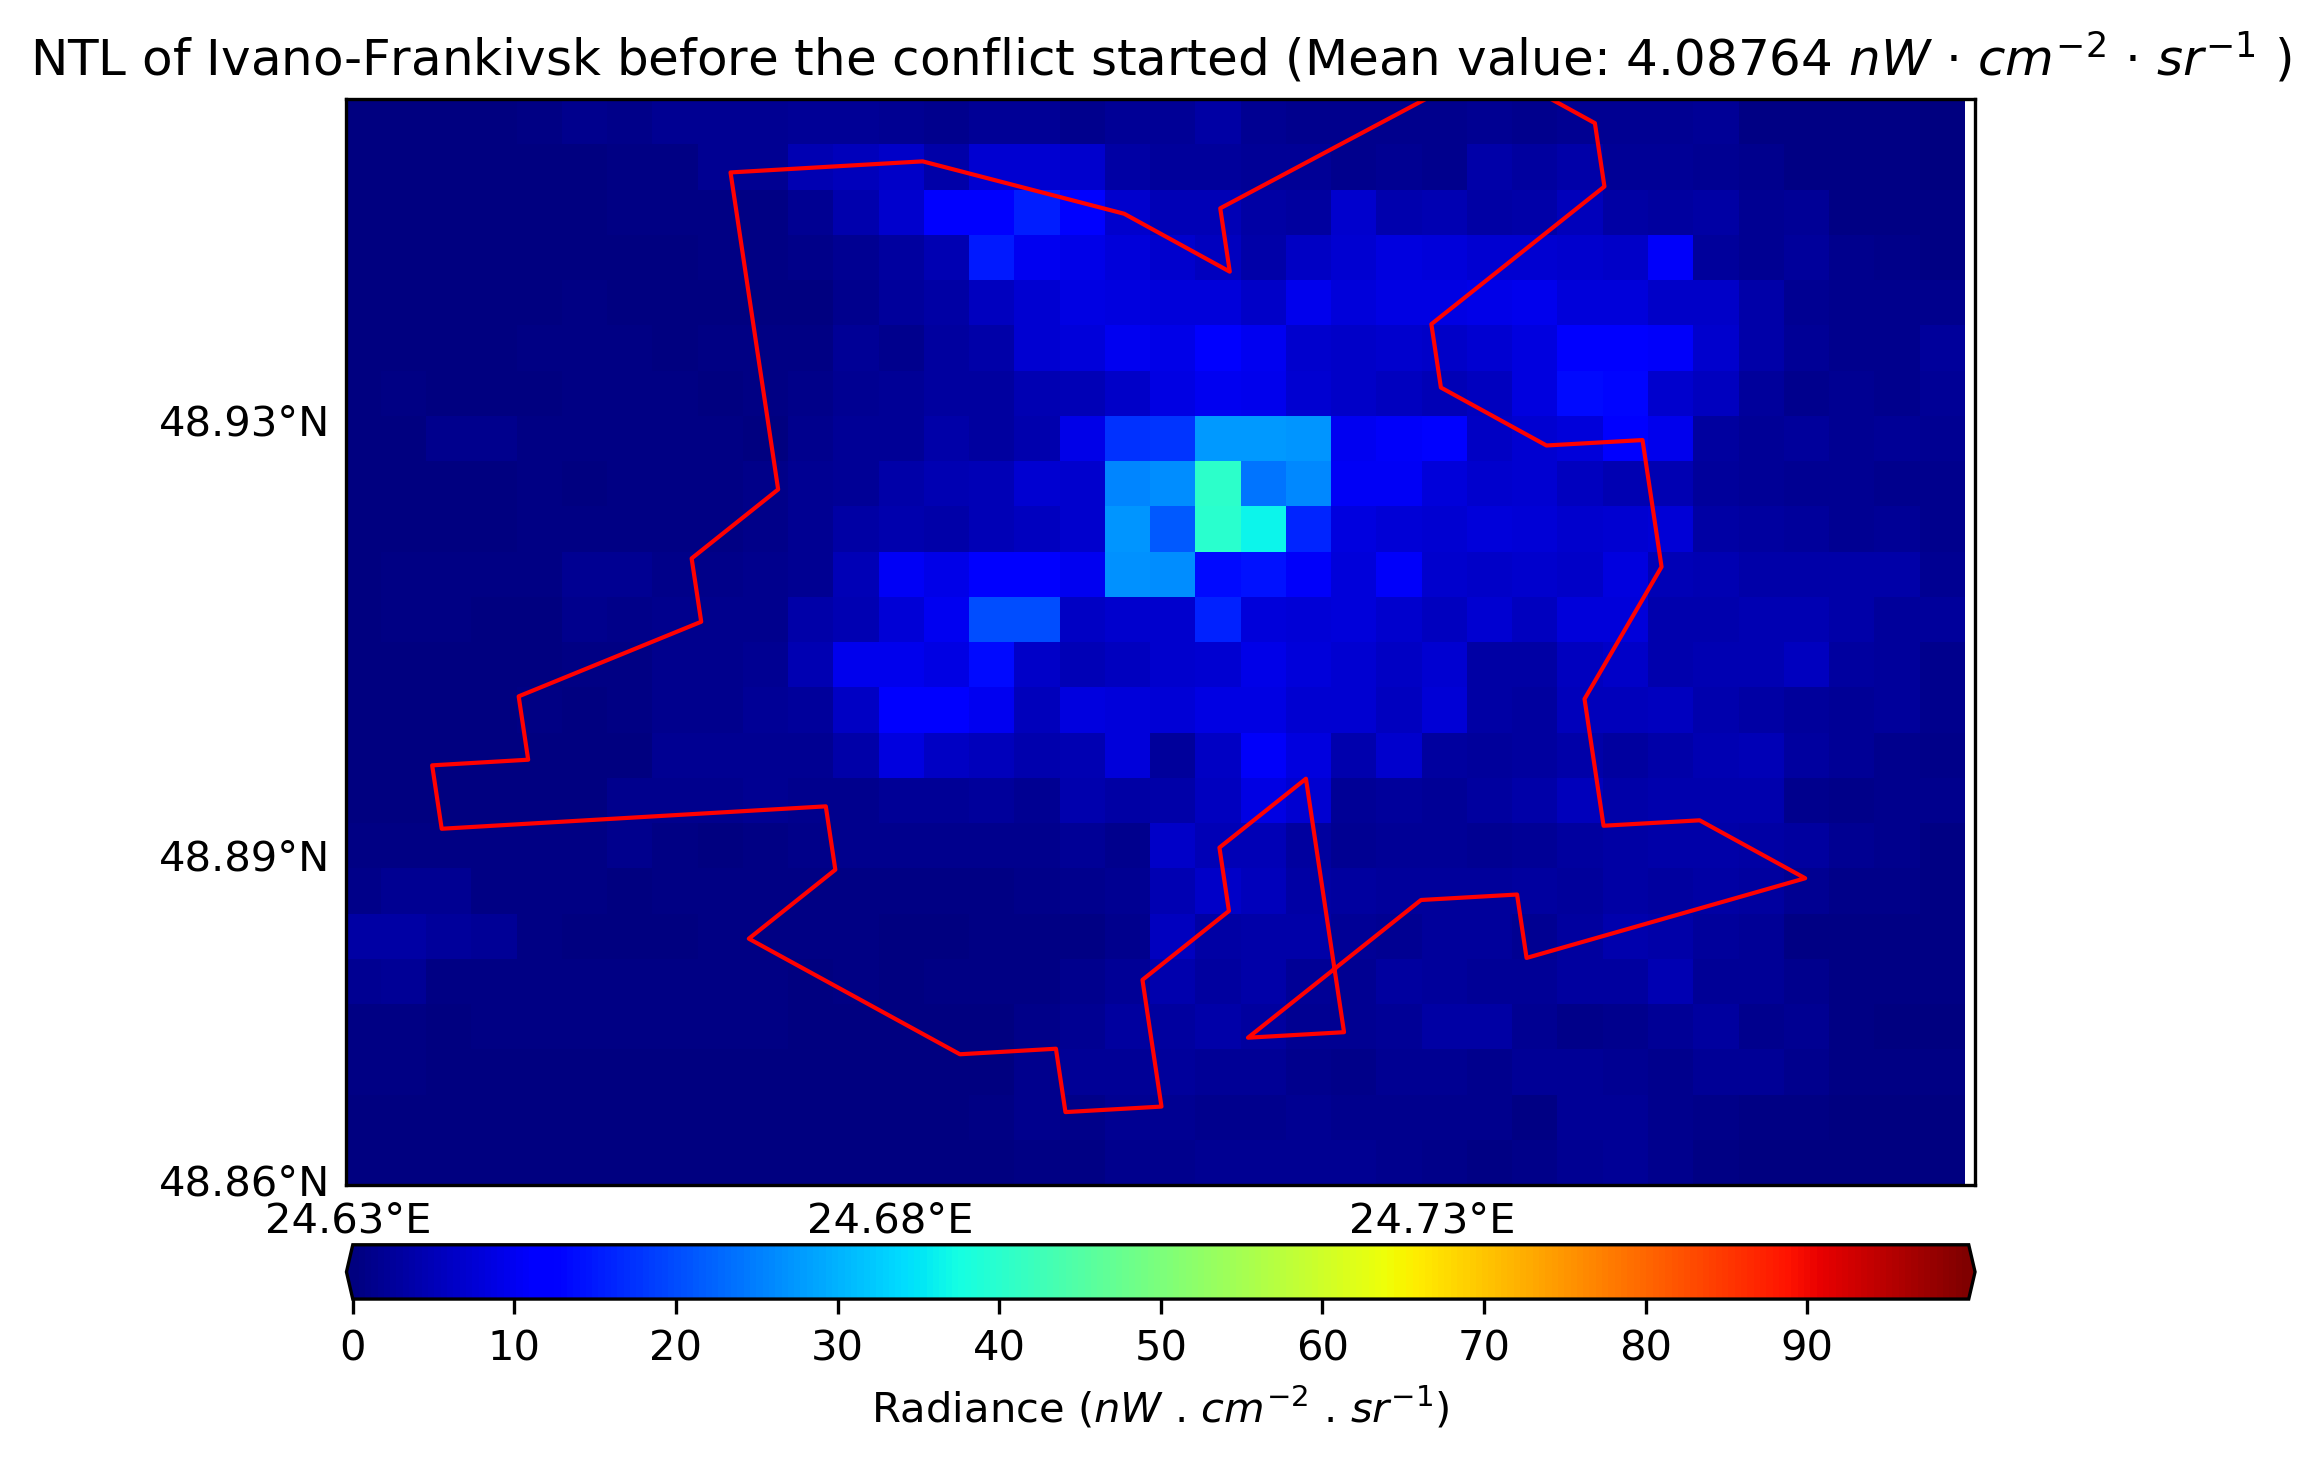 NTL of Ivano-Frankivsk before the conflict started (Mean value: 4.08764 nW · cm⁻² · sr⁻¹ )
48.93°N
48.89°N
48.86°N
24.63°E 24.68°E 24.73°E
0 10 20 30 40 50 60 70 80 90
Radiance (nW . cm⁻² . sr⁻¹)